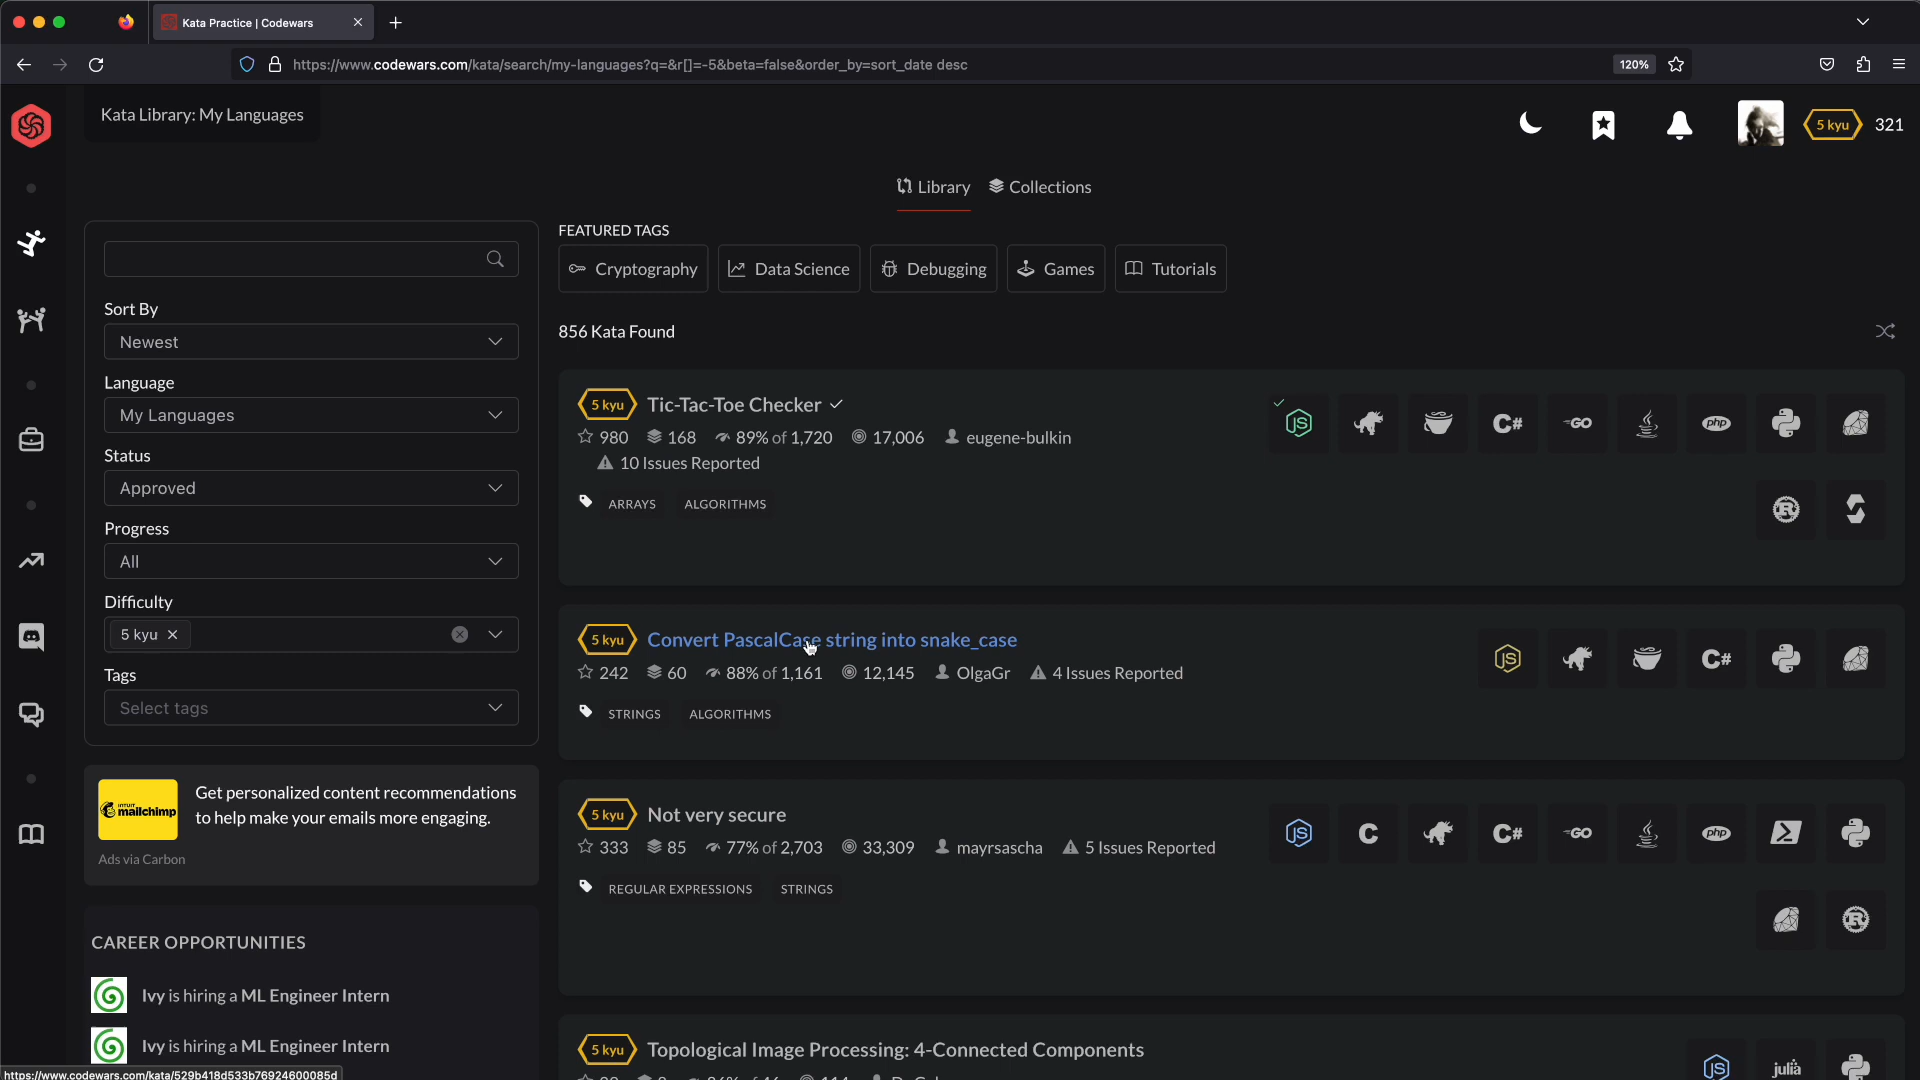 Kata Practice | Codewars
https://www.codewars.com/kata/search/my-languages?q=&r[]=-5&beta=false&order_by=sort_date desc
120%
Kata Library: My Languages
5 kyu 321
Library Collections
Sort By
Newest
Language
My Languages
Status
Approved
Progress
All
Difficulty
5 kyu
Tags
Select tags
intuit mailchimp
Get personalized content recommendations
to help make your emails more engaging.
Ads via Carbon
CAREER OPPORTUNITIES
Ivy is hiring a ML Engineer Intern
Ivy is hiring a ML Engineer Intern
https://www.codewars.com/kata/529b418d533b76924600085d
FEATURED TAGS
Cryptography Data Science Debugging Games Tutorials
856 Kata Found
5 kyu Tic-Tac-Toe Checker
980 168 89% of 1,720 17,006 eugene-bulkin
10 Issues Reported
ARRAYS ALGORITHMS
JS C# GO php
R
5 kyu Convert PascalCase string into snake_case
242 60 88% of 1,161 12,145 OlgaGr 4 Issues Reported
STRINGS ALGORITHMS
JS C#
5 kyu Not very secure
333 85 77% of 2,703 33,309 mayrsascha 5 Issues Reported
REGULAR EXPRESSIONS STRINGS
JS C C# GO php
R
5 kyu Topological Image Processing: 4-Connected Components
JS julia